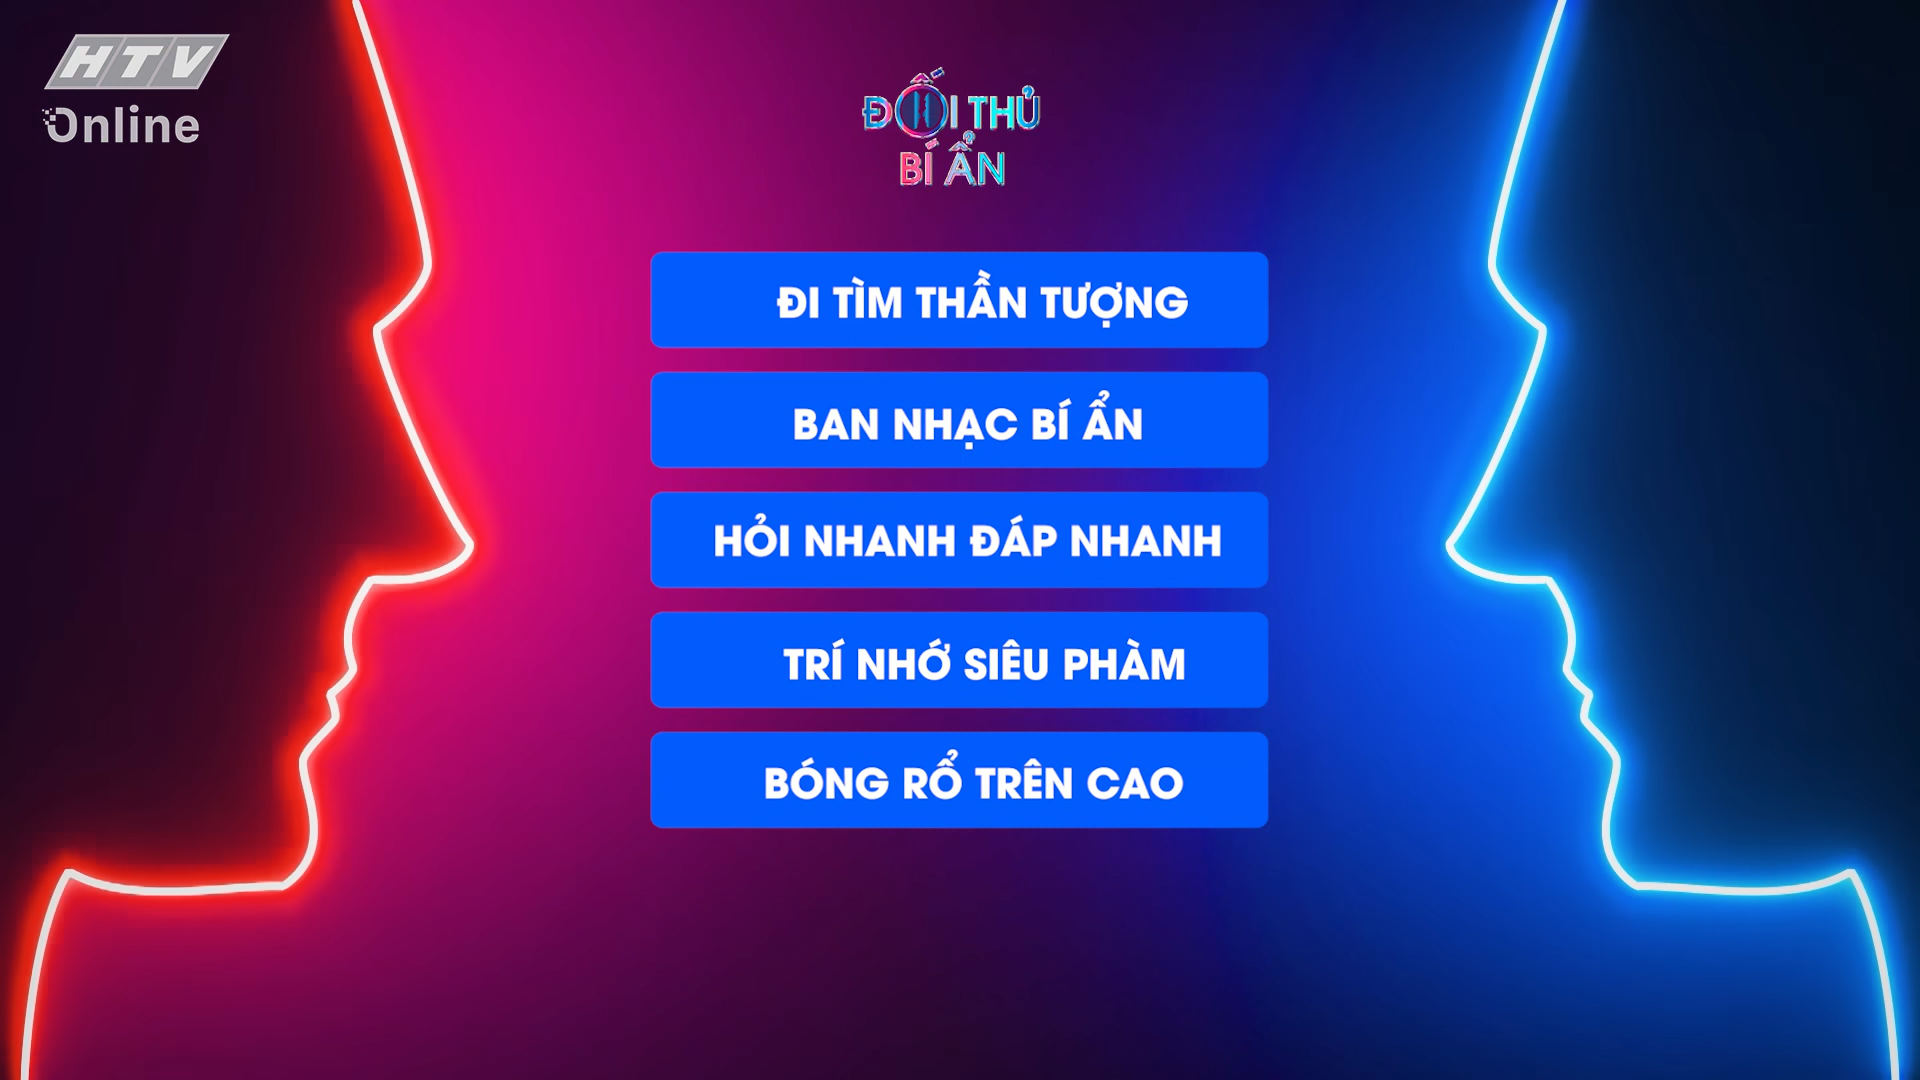 HTV
Online
ĐỐI THỦ
BÍ ẨN
ĐI TÌM THẦN TƯỢNG
BAN NHẠC BÍ ẨN
HỎI NHANH ĐÁP NHANH
TRÍ NHỚ SIÊU PHÀM
BÓNG RỔ TRÊN CAO